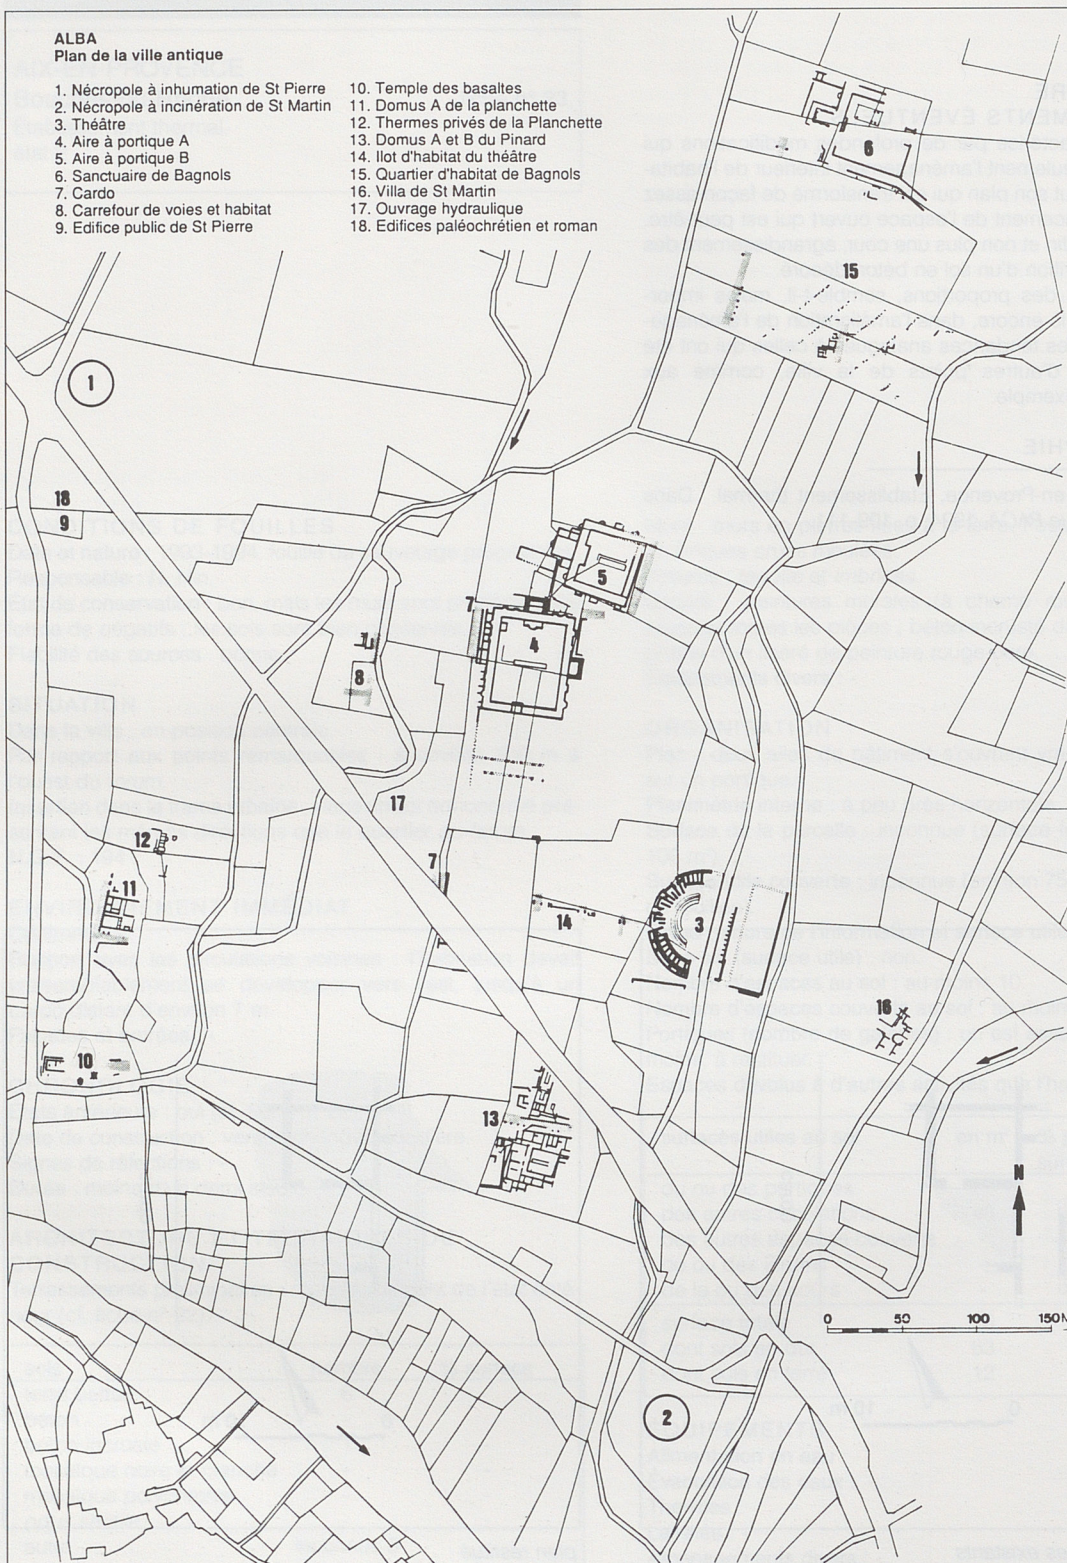 ALBA
Plan de la ville antique
1. Nécropole à inhumation de St Pierre
2. Nécropole à incinération de St Martin
3. Théâtre
4. Aire à portique A
5. Aire à portique B
6. Sanctuaire de Bagnols
7. Cardo
8. Carrefour de voies et habitat
9. Edifice public de St Pierre
10. Temple des basaltes
11. Domus A de la planchette
12. Thermes privés de la Planchette
13. Domus A et B du Pinard
14. Ilot d'habitat du théâtre
15. Quartier d'habitat de Bagnols
16. Villa de St Martin
17. Ouvrage hydraulique
18. Edifices paléochrétien et roman
6
15
1
18
9
5
7
4
8
17
12
7
11
14
3
16
10
13
N
0 50 100 150M
2